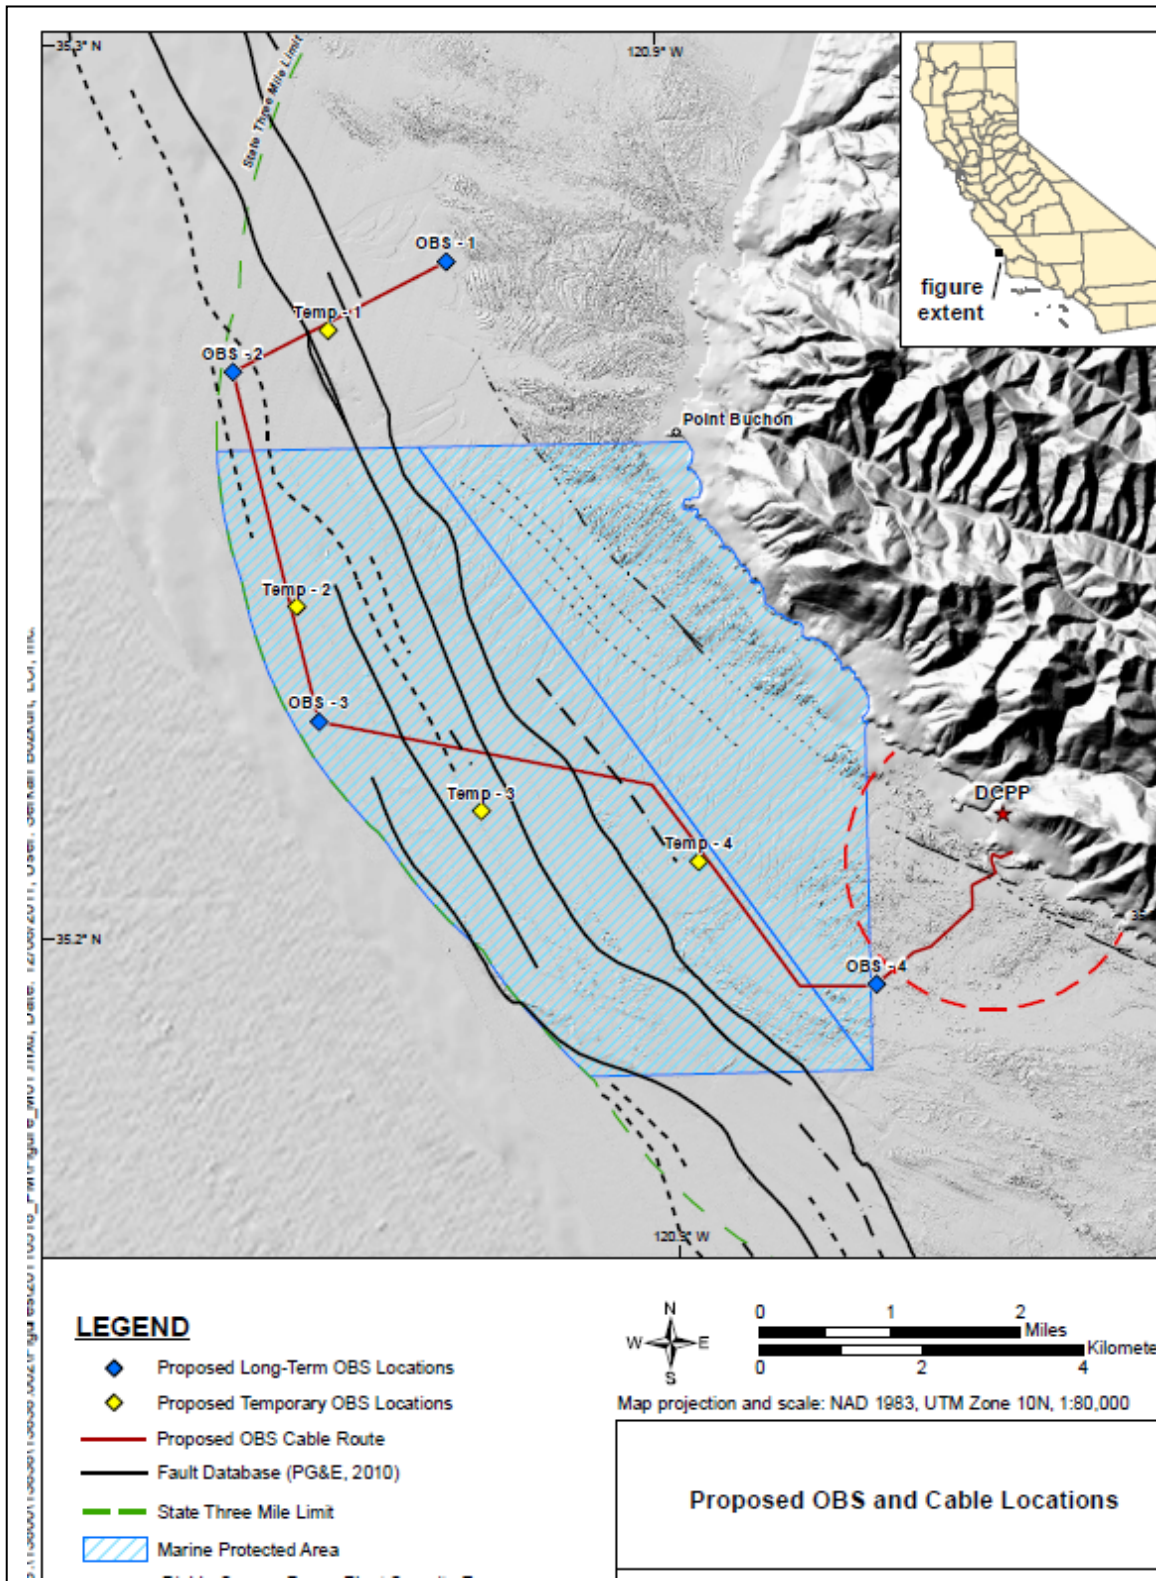 35.3° N
120.9° W
State Three Mile Limit
figure
extent
OBS - 1
Temp - 1
OBS - 2
Point Buchon
Temp - 2
OBS - 3
Temp - 3
DCPP
Temp - 4
35.2° N
OBS - 4
120.9° W
LEGEND
Proposed Long-Term OBS Locations
Proposed Temporary OBS Locations
Proposed OBS Cable Route
Fault Database (PG&E, 2010)
State Three Mile Limit
Marine Protected Area
N
W E
S
0 1 2
Miles
Kilomete
0 2 4
Map projection and scale: NAD 1983, UTM Zone 10N, 1:80,000
Proposed OBS and Cable Locations